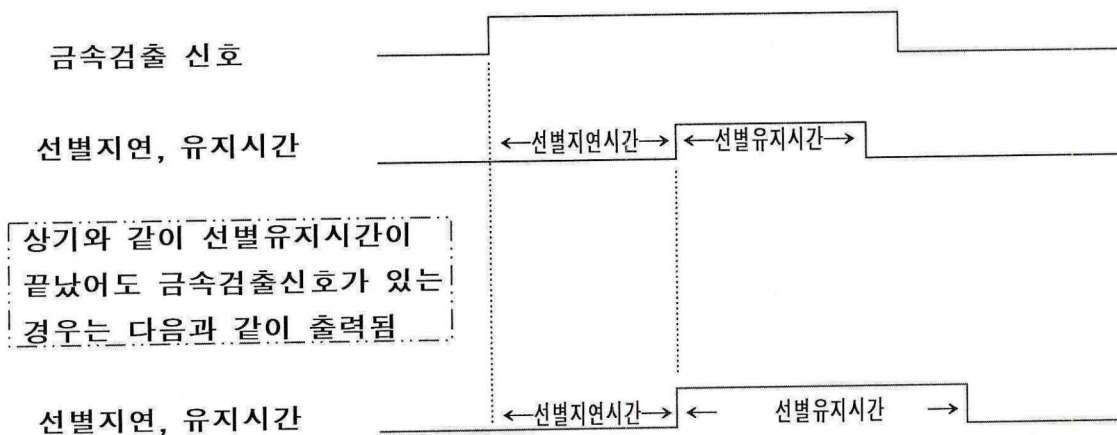 금속검출 신호
선별지연, 유지시간
←선별지연시간→
←선별유지시간→
상기와 같이 선별유지시간이
끝났어도 금속검출신호가 있는
경우는 다음과 같이 출력됨
선별지연, 유지시간
←선별지연시간→
← 선별유지시간 →